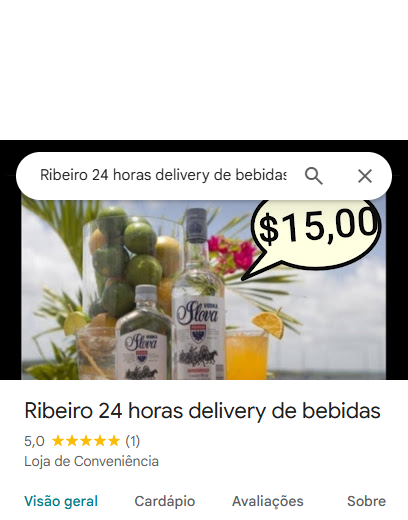 Ribeiro 24 horas delivery de bebidas
$15,00
VODKA
Slova
Slova
Ribeiro 24 horas delivery de bebidas
5,0 (1)
Loja de Conveniência
Visão geral Cardápio Avaliações Sobre